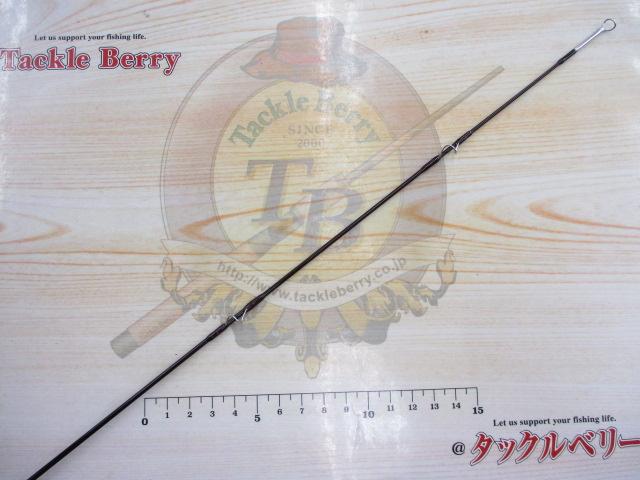 Let us support your fishing life.
Tackle Berry
Tackle Berry
SINCE
2000
TB
http://www.tackleberry.co.jp
0 1 2 3 4 5 6 7 8 9 10 11 12 13 14 15
Let us support your fishing life.
@タックルベリー